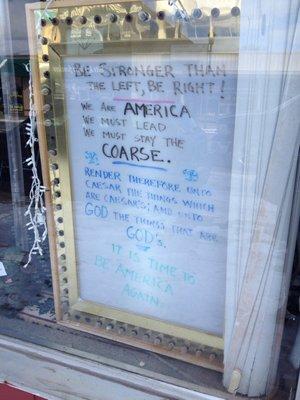 BE STRONGER THAN
THE LEFT, BE RIGHT!
WE ARE AMERICA
WE MUST LEAD
WE MUST STAY THE
COARSE.
RENDER THEREFORE UNTO
CAESAR THE THINGS WHICH
ARE CAESAR'S; AND UNTO
GOD THE THINGS THAT ARE
GOD'S.
IT IS TIME TO
BE AMERICA
AGAIN.